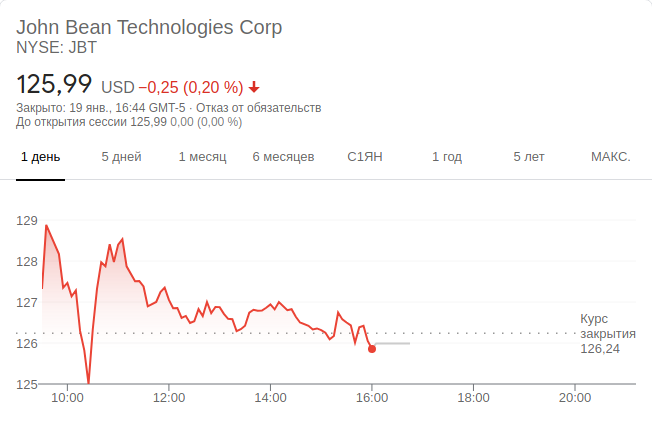 John Bean Technologies Corp
NYSE: JBT
125,99 USD −0,25 (0,20 %)
Закрыто: 19 янв., 16:44 GMT-5 · Отказ от обязательств
До открытия сессии 125,99 0,00 (0,00 %)
1 день 5 дней 1 месяц 6 месяцев С1ЯН 1 год 5 лет МАКС.
129
128
127
126
125
Курс
закрытия
126,24
10:00 12:00 14:00 16:00 18:00 20:00